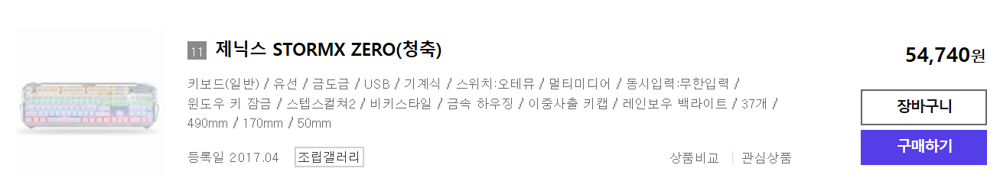 11 제닉스 STORMX ZERO(청축)
54,740원
키보드(일반) / 유선 / 금도금 / USB / 기계식 / 스위치:오테뮤 / 멀티미디어 / 동시입력:무한입력 /
윈도우 키 잠금 / 스텝스컬쳐2 / 비키스타일 / 금속 하우징 / 이중사출 키캡 / 레인보우 백라이트 / 37개 /
490mm / 170mm / 50mm
장바구니
구매하기
등록일 2017.04 조립갤러리
상품비교 | 관심상품